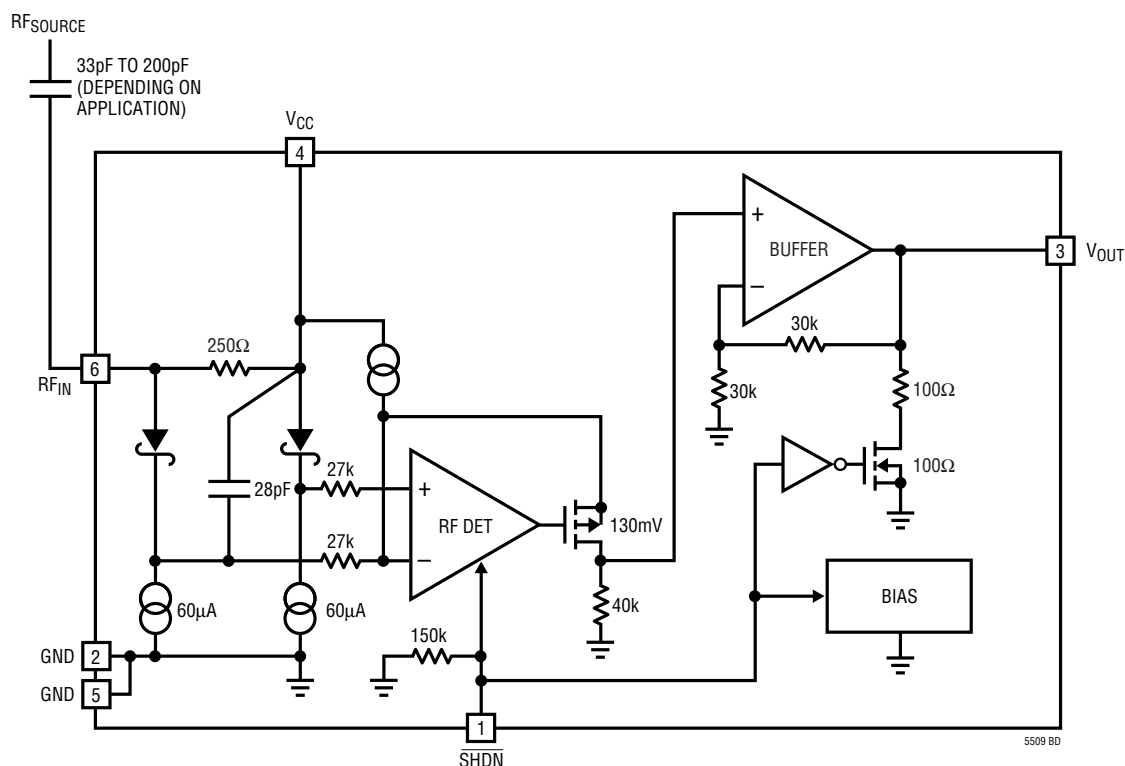 RFSOURCE
33pF TO 200pF
(DEPENDING ON
APPLICATION)
VCC
4
+
BUFFER
–
3
VOUT
30k
250Ω
6
RFIN
30k
100Ω
27k
28pF
+
RF DET
–
27k
130mV
100Ω
60µA
60µA
40k
BIAS
150k
GND
2
GND
5
1
SHDN
5509 BD